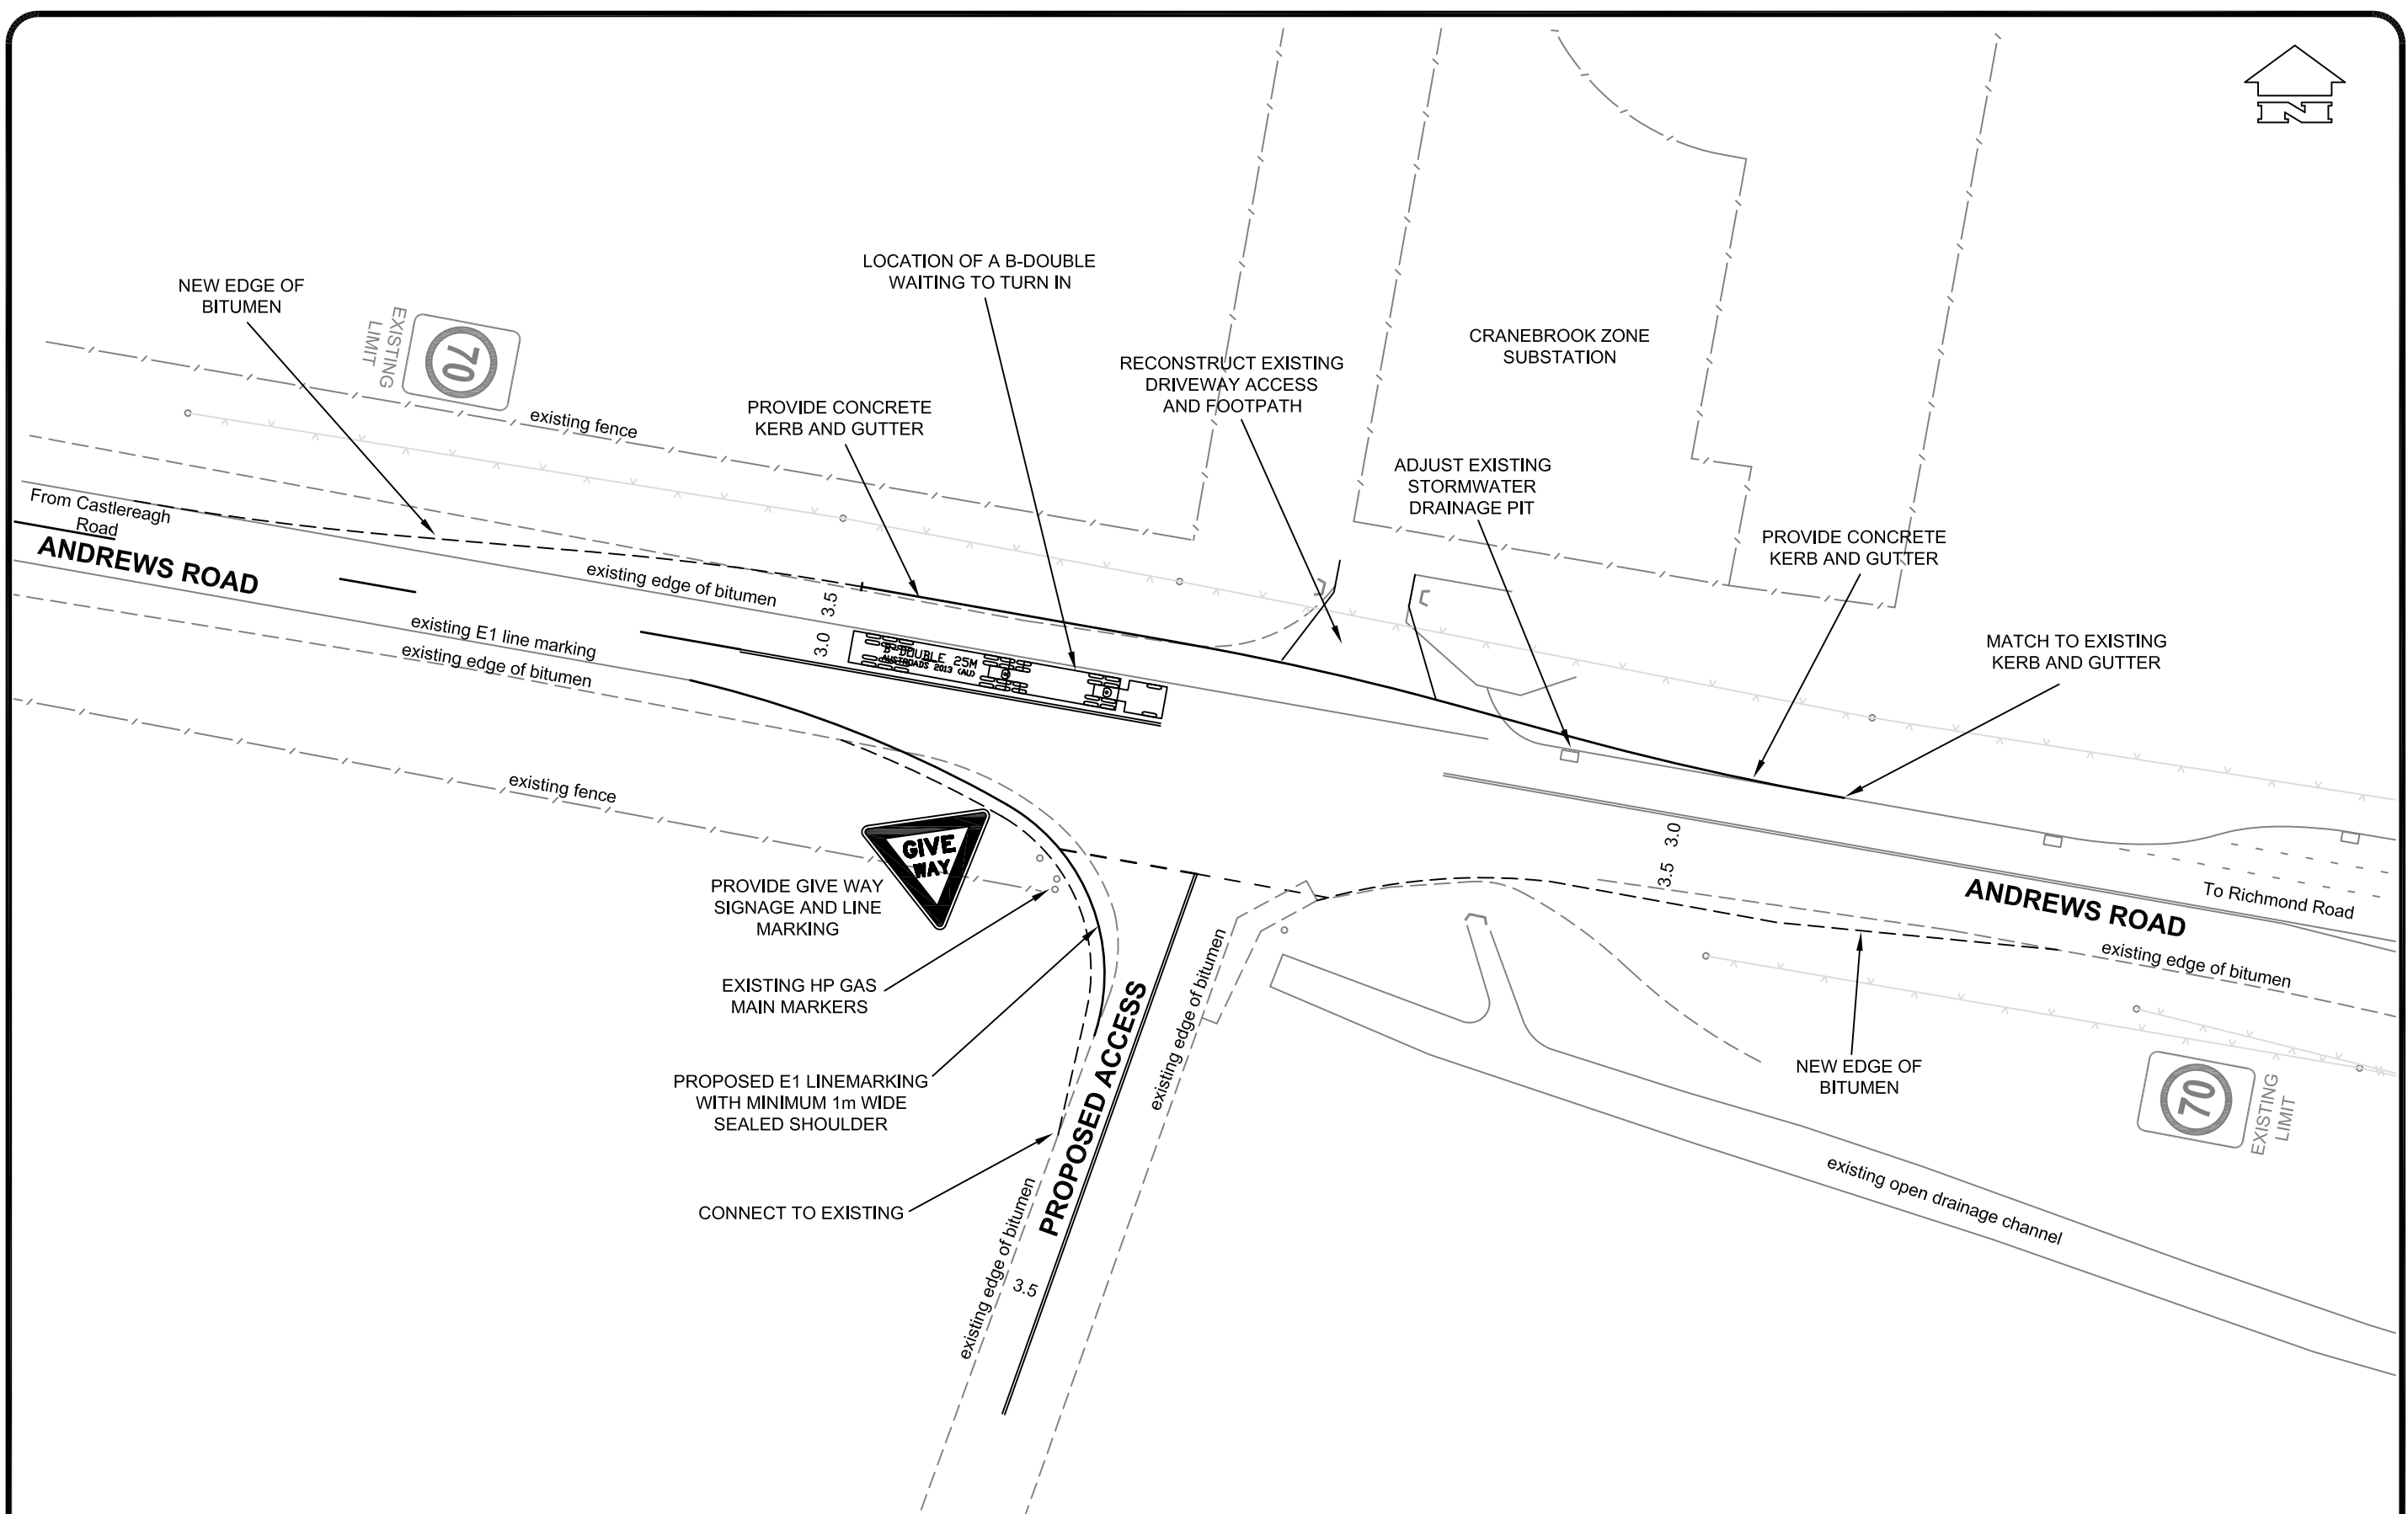 N
LOCATION OF A B-DOUBLE
WAITING TO TURN IN
NEW EDGE OF
BITUMEN
EXISTING
LIMIT
70
CRANEBROOK ZONE
SUBSTATION
RECONSTRUCT EXISTING
DRIVEWAY ACCESS
AND FOOTPATH
PROVIDE CONCRETE
KERB AND GUTTER
existing fence
ADJUST EXISTING
STORMWATER
DRAINAGE PIT
PROVIDE CONCRETE
KERB AND GUTTER
From Castlereagh
Road
ANDREWS ROAD
existing edge of bitumen
3.5
3.0
B-DOUBLE 25M
AUSTROADS 2013 (AU)
existing E1 line marking
existing edge of bitumen
MATCH TO EXISTING
KERB AND GUTTER
existing fence
GIVE
WAY
PROVIDE GIVE WAY
SIGNAGE AND LINE
MARKING
3.0
3.5
ANDREWS ROAD
To Richmond Road
existing edge of bitumen
EXISTING HP GAS
MAIN MARKERS
PROPOSED E1 LINEMARKING
WITH MINIMUM 1m WIDE
SEALED SHOULDER
PROPOSED ACCESS
existing edge of bitumen
NEW EDGE OF
BITUMEN
70
EXISTING
LIMIT
CONNECT TO EXISTING
existing edge of bitumen
3.5
existing open drainage channel